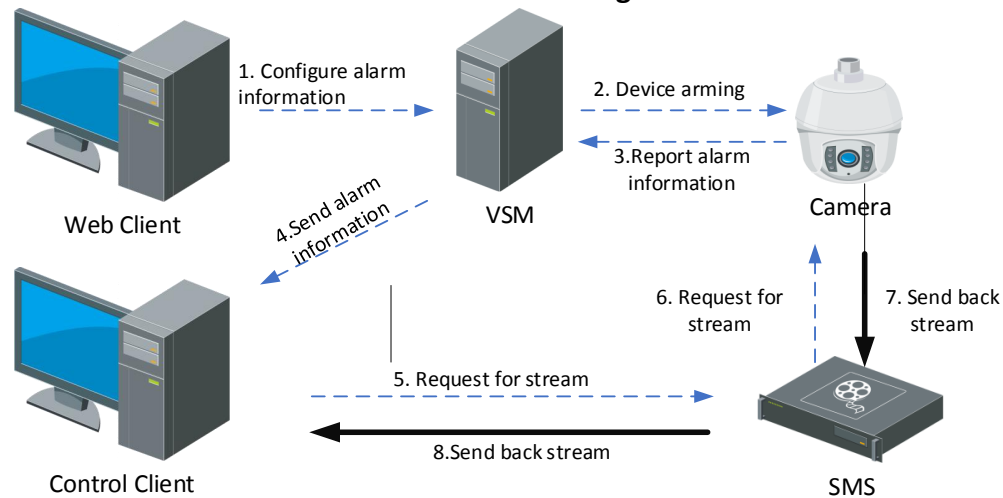 1. Configure alarm
information
2. Device arming
3.Report alarm
information
Web Client
VSM
Camera
4.Send alarm
information
6. Request for
stream
7. Send back
stream
5. Request for stream
8.Send back stream
Control Client
SMS